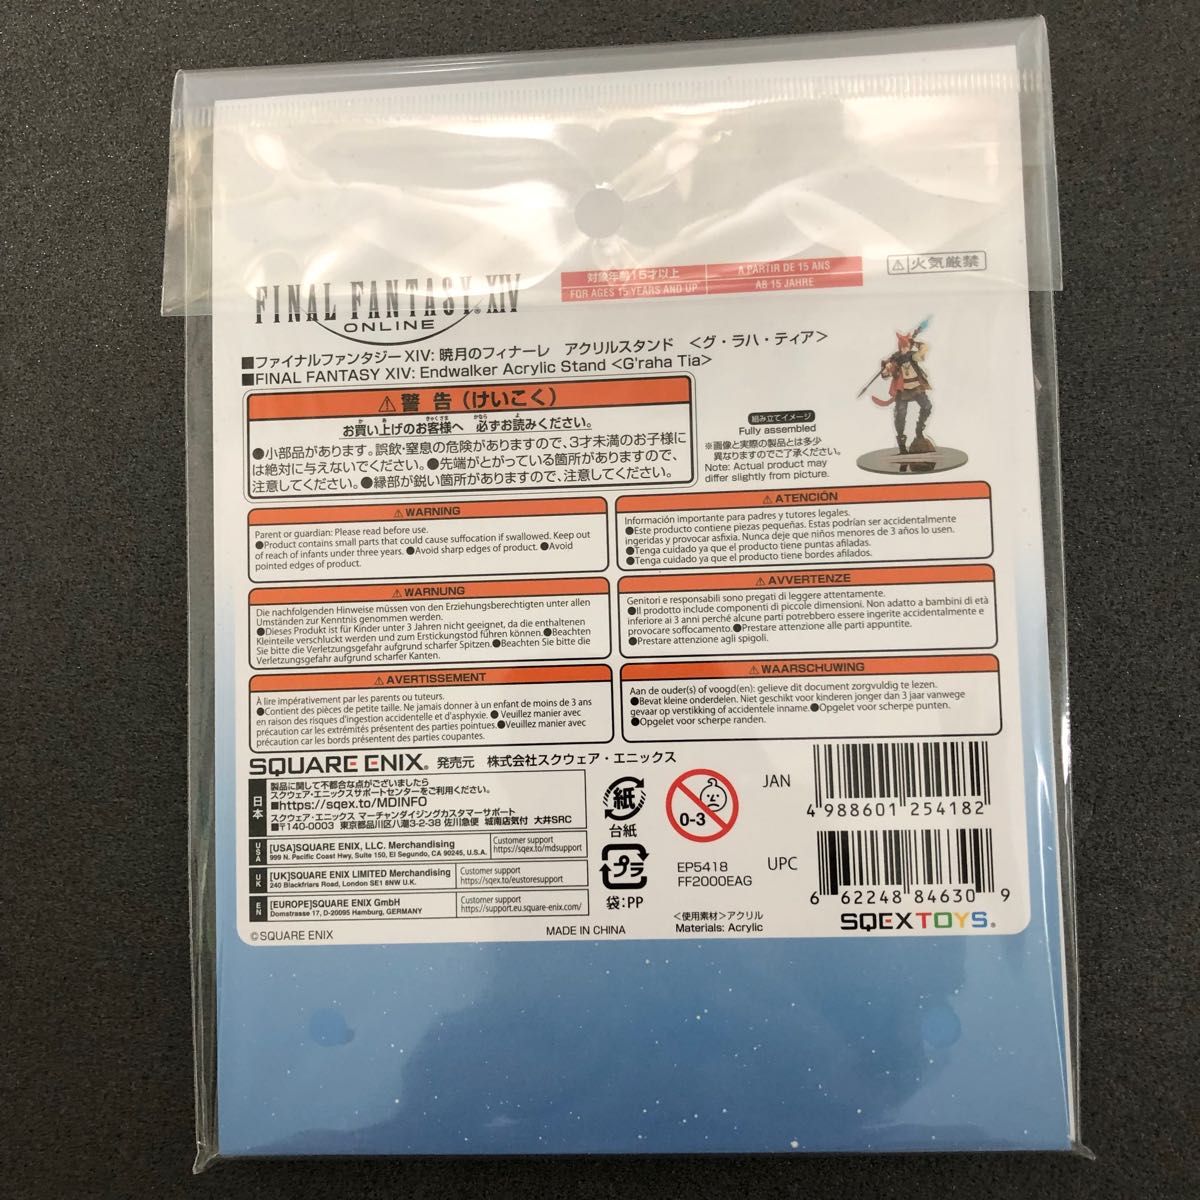 FINAL FANTASY® XIV
ONLINE
対象年齢15才以上
A PARTIR DE 15 ANS
FOR AGES 15 YEARS AND UP
AB 15 JAHRE
⚠火気厳禁
■ファイナルファンタジーXIV: 暁月のフィナーレ アクリルスタンド <グ・ラハ・ティア>
■FINAL FANTASY XIV: Endwalker Acrylic Stand <G'raha Tia>
⚠警告(けいこく)
お買い上げのお客様へ 必ずお読みください。
●小部品があります。誤飲・窒息の危険がありますので、3才未満のお子様に
は絶対に与えないでください。●先端がとがっている箇所がありますので、
注意してください。●縁部が鋭い箇所がありますので、注意してください。
組み立てイメージ
Fully assembled
※画像と実際の製品とは多少
異なりますのでご了承ください。
Note: Actual product may
differ slightly from picture.
⚠WARNING
Parent or guardian: Please read before use.
●Product contains small parts that could cause suffocation if swallowed. Keep out
of reach of infants under three years. ●Avoid sharp edges of product. ●Avoid
pointed edges of product.
⚠ATENCIÓN
Información importante para padres y tutores legales.
●Este producto contiene piezas pequeñas. Estas podrían ser accidentalmente
ingeridas y provocar asfixia. Nunca deje que niños menores de 3 años lo usen.
●Tenga cuidado ya que el producto tiene puntas afiladas.
●Tenga cuidado ya que el producto tiene bordes afilados.
⚠WARNUNG
Die nachfolgenden Hinweise müssen von den Erziehungsberechtigten unter allen
Umständen zur Kenntnis genommen werden.
●Dieses Produkt ist für Kinder unter 3 Jahren nicht geeignet, da die enthaltenen
Kleinteile verschluckt werden und zum Erstickungstod führen können.●Beachten
Sie bitte die Verletzungsgefahr aufgrund scharfer Spitzen.●Beachten Sie bitte die
Verletzungsgefahr aufgrund scharfer Kanten.
⚠AVVERTENZE
Genitori e responsabili sono pregati di leggere attentamente.
●Il prodotto include componenti di piccole dimensioni. Non adatto a bambini di età
inferiore ai 3 anni perché alcune parti potrebbero essere ingerite accidentalmente e
provocare soffocamento.●Prestare attenzione alle parti appuntite.
●Prestare attenzione agli spigoli.
⚠AVERTISSEMENT
À lire impérativement par les parents ou tuteurs.
●Contient des pièces de petite taille. Ne jamais donner à un enfant de moins de 3 ans
en raison des risques d'ingestion accidentelle et d'asphyxie. ●Veuillez manier avec
précaution car les extrémités présentent des parties pointues.●Veuillez manier avec
précaution car les bords présentent des parties coupantes.
⚠WAARSCHUWING
Aan de ouder(s) of voogd(en): gelieve dit document zorgvuldig te lezen.
●Bevat kleine onderdelen. Niet geschikt voor kinderen jonger dan 3 jaar vanwege
gevaar op verstikking of accidentele inname.●Opgelet voor scherpe punten.
●Opgelet voor scherpe randen.
SQUARE ENIX® 発売元 株式会社スクウェア・エニックス
日本
製品に関して不都合な点がございましたら
スクウェア・エニックスサポートセンターをご利用ください。
■https://sqex.to/MDINFO
スクウェア・エニックス マーチャンダイジングカスタマーサポート
■〒140-0003 東京都品川区八潮3-2-38 佐川急便 城南店気付 大井SRC
USA
[USA]SQUARE ENIX, LLC. Merchandising
999 N. Pacific Coast Hwy, Suite 150, El Segundo, CA 90245, U.S.A.
Customer support
https://sqex.to/mdsupport
UK
[UK]SQUARE ENIX LIMITED Merchandising
240 Blackfriars Road, London SE1 8NW U.K.
Customer support
https://sqex.to/eustoresupport
EN
[EUROPE]SQUARE ENIX GmbH
Domstrasse 17, D-20095 Hamburg, GERMANY
Customer support
https://support.eu.square-enix.com/
©SQUARE ENIX
MADE IN CHINA
紙
台紙
プラ
袋:PP
0-3
EP5418
FF2000EAG
<使用素材>アクリル
Materials: Acrylic
JAN
4 988601 254182
UPC
6 62248 84630 9
SQEX TOYS®